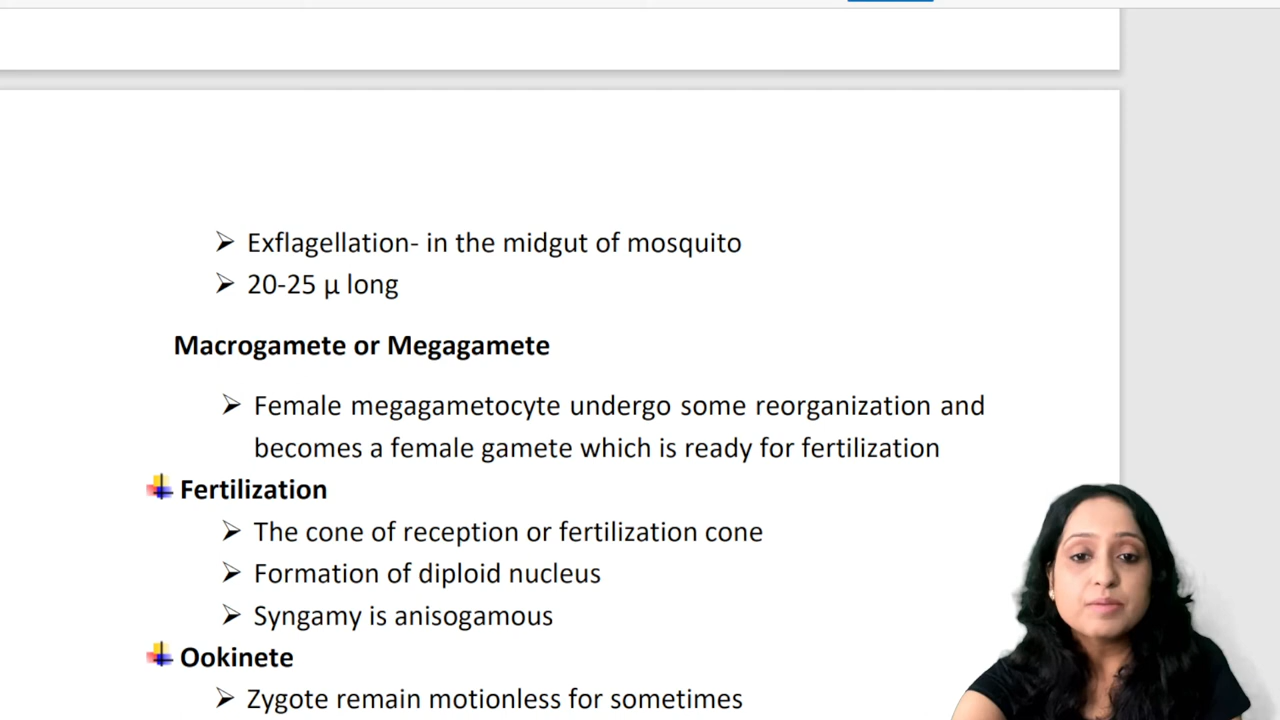 Exflagellation- in the midgut of mosquito
20-25 µ long
Macrogamete or Megagamete
Female megagametocyte undergo some reorganization and
becomes a female gamete which is ready for fertilization
Fertilization
The cone of reception or fertilization cone
Formation of diploid nucleus
Syngamy is anisogamous
Ookinete
Zygote remain motionless for sometimes